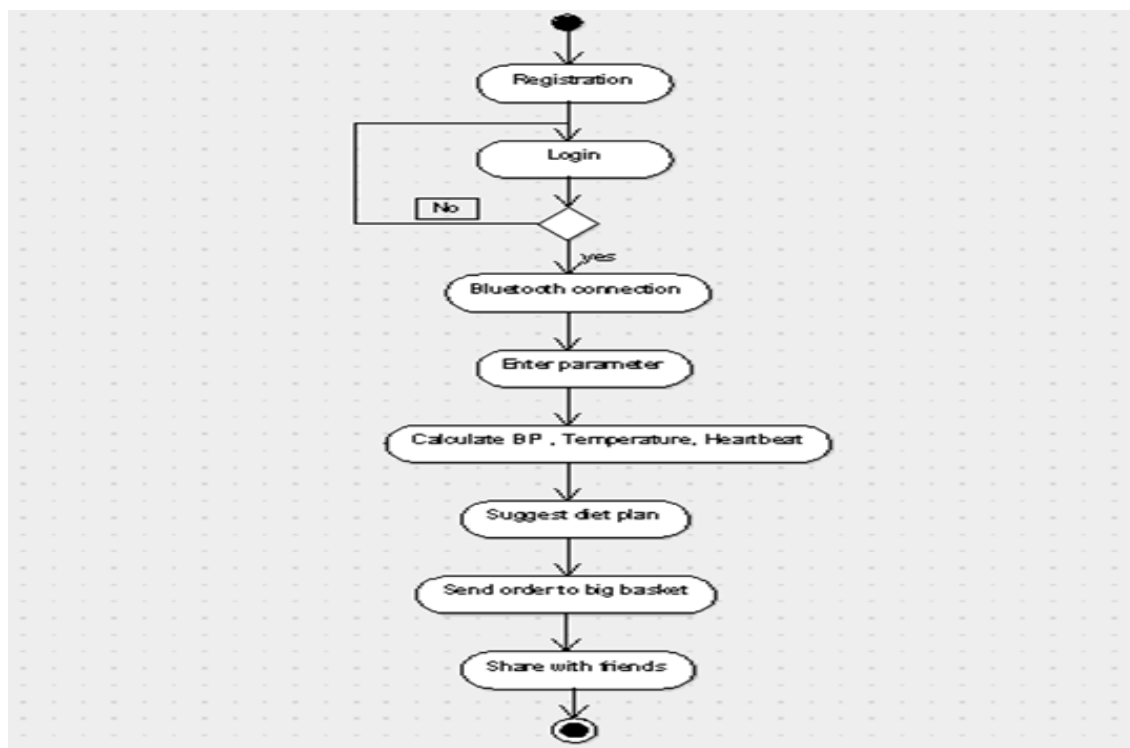 Registration
Login
No
yes
Bluetooth connection
Enter parameter
Calculate BP , Temperature, Heartbeat
Suggest diet plan
Send order to big basket
Share with friends